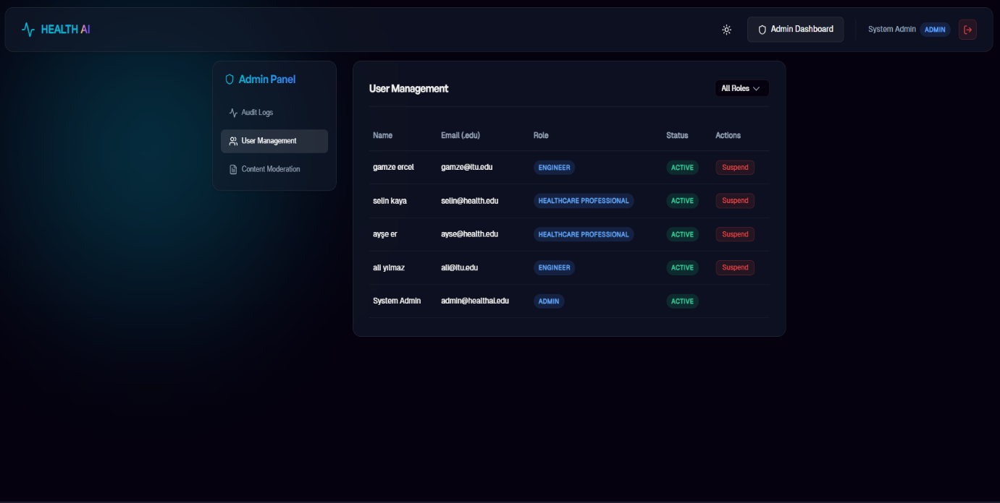 HEALTH AI
Admin Dashboard
System Admin ADMIN
Admin Panel
Audit Logs
User Management
Content Moderation
User Management
All Roles
Name Email (.edu) Role Status Actions
gamze ercel gamze@itu.edu ENGINEER ACTIVE Suspend
selin kaya selin@health.edu HEALTHCARE PROFESSIONAL ACTIVE Suspend
ayşe er ayse@health.edu HEALTHCARE PROFESSIONAL ACTIVE Suspend
ali yılmaz ali@itu.edu ENGINEER ACTIVE Suspend
System Admin admin@healthai.edu ADMIN ACTIVE